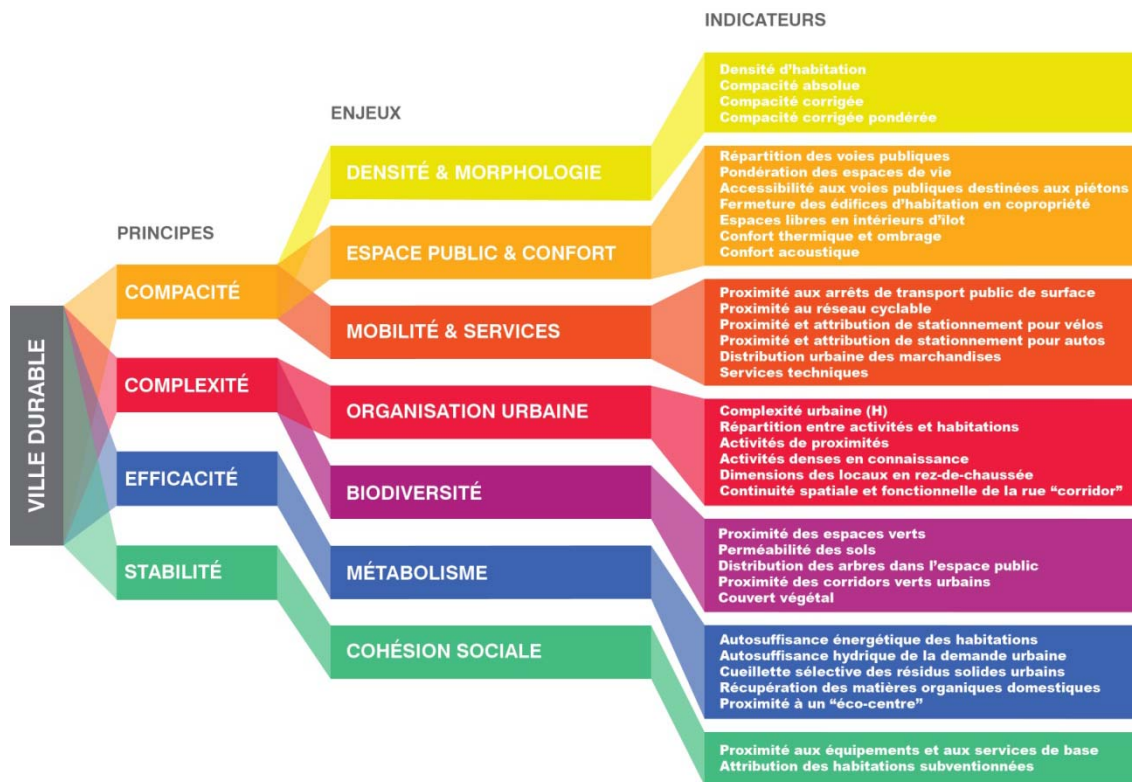 INDICATEURS
Densité d'habitation
Compacité absolue
Compacité corrigée
Compacité corrigée pondérée
ENJEUX
DENSITÉ & MORPHOLOGIE
Répartition des voies publiques
Pondération des espaces de vie
Accessibilité aux voies publiques destinées aux piétons
Fermeture des édifices d'habitation en copropriété
Espaces libres en intérieurs d'ilot
Confort thermique et ombrage
Confort acoustique
PRINCIPES
ESPACE PUBLIC & CONFORT
COMPACITÉ
MOBILITÉ & SERVICES
Proximité aux arrêts de transport public de surface
Proximité au réseau cyclable
Proximité et attribution de stationnement pour vélos
Proximité et attribution de stationnement pour autos
Distribution urbaine des marchandises
Services techniques
VILLE DURABLE
COMPLEXITÉ
ORGANISATION URBAINE
Complexité urbaine (H)
Répartition entre activités et habitations
Activités de proximités
Activités denses en connaissance
Dimensions des locaux en rez-de-chaussée
Continuité spatiale et fonctionnelle de la rue “corridor”
EFFICACITÉ
BIODIVERSITÉ
Proximité des espaces verts
Perméabilité des sols
Distribution des arbres dans l'espace public
Proximité des corridors verts urbains
Couvert végétal
STABILITÉ
MÉTABOLISME
Autosuffisance énergétique des habitations
Autosuffisance hydrique de la demande urbaine
Cueillette sélective des résidus solides urbains
Récupération des matières organiques domestiques
Proximité à un “éco-centre”
COHÉSION SOCIALE
Proximité aux équipements et aux services de base
Attribution des habitations subventionnées